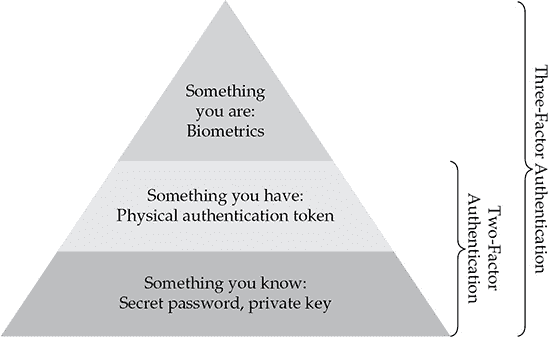 Something
you are:
Biometrics
Something you have:
Physical authentication token
Something you know:
Secret password, private key
Two-Factor
Authentication
Three-Factor Authentication